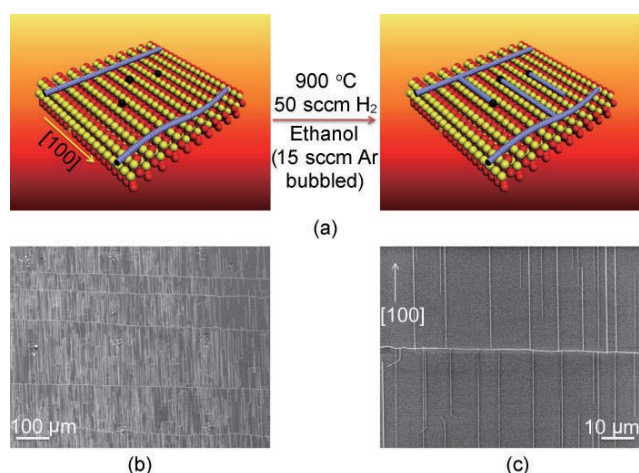 [100]
900 °C
50 sccm H₂
Ethanol
(15 sccm Ar
bubbled)
(a)
100 µm
(b)
[100]
10 µm
(c)